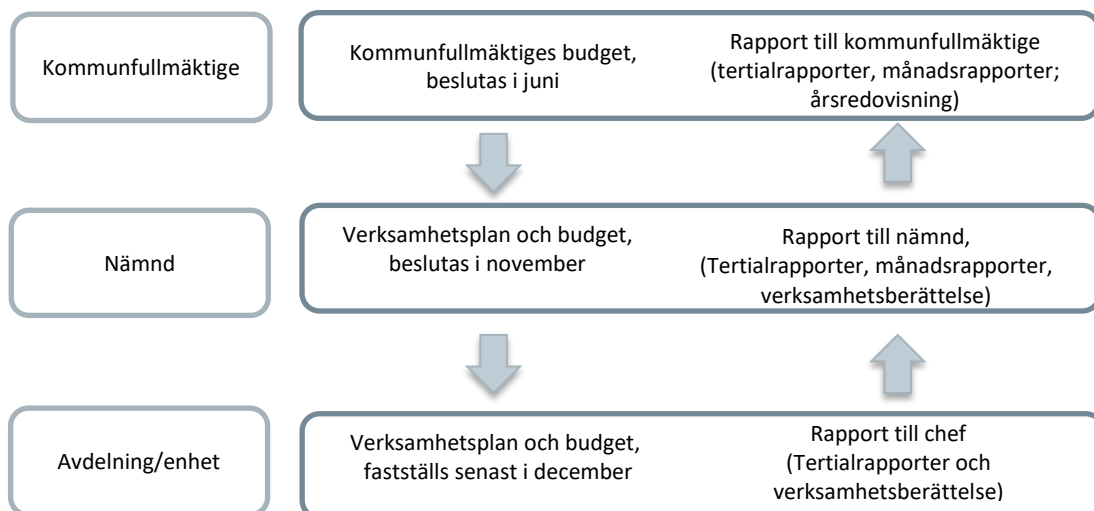 Kommunfullmäktige
Kommunfullmäktiges budget,
beslutas i juni
Rapport till kommunfullmäktige
(tertialrapporter, månadsrapporter;
årsredovisning)
Nämnd
Verksamhetsplan och budget,
beslutas i november
Rapport till nämnd,
(Tertialrapporter, månadsrapporter,
verksamhetsberättelse)
Avdelning/enhet
Verksamhetsplan och budget,
fastställs senast i december
Rapport till chef
(Tertialrapporter och
verksamhetsberättelse)